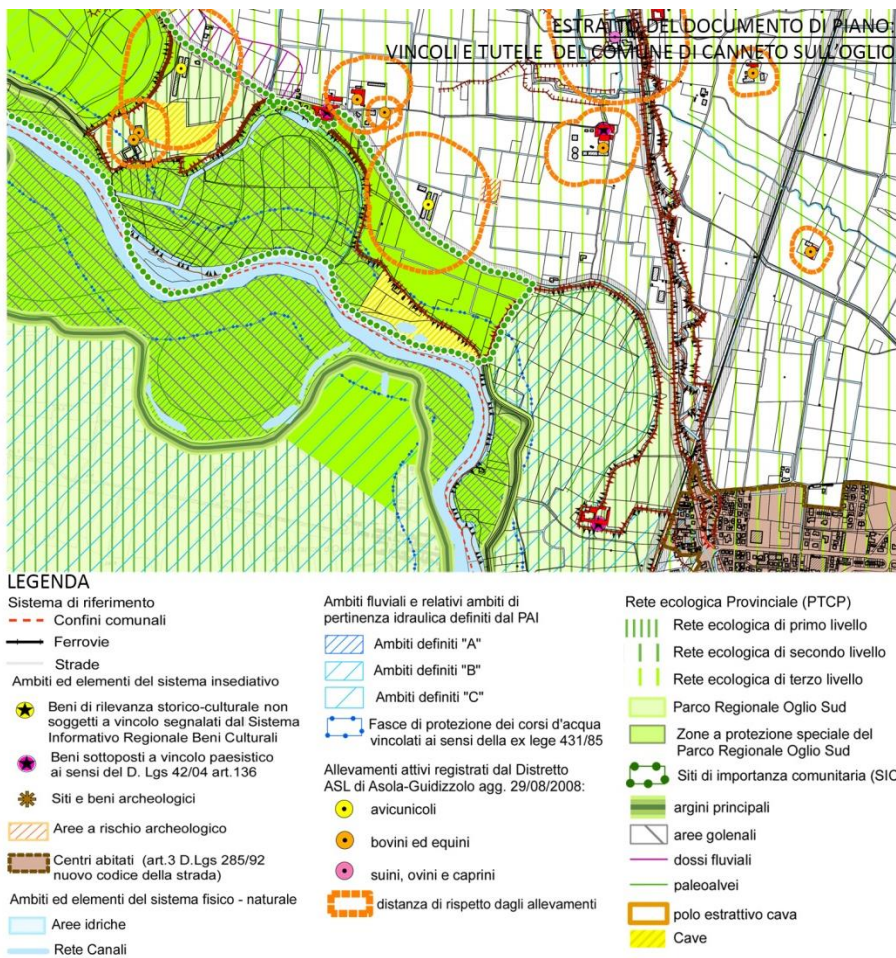 ESTRATTO DEL DOCUMENTO DI PIANO:
VINCOLI E TUTELE DEL COMUNE DI CANNETO SULL'OGLIO
LEGENDA
Sistema di riferimento
Confini comunali
Ferrovie
Strade
Ambiti ed elementi del sistema insediativo
Beni di rilevanza storico-culturale non
soggetti a vincolo segnalati dal Sistema
Informativo Regionale Beni Culturali
Beni sottoposti a vincolo paesistico
ai sensi del D. Lgs 42/04 art.136
Siti e beni archeologici
Aree a rischio archeologico
Centri abitati (art.3 D.Lgs 285/92
nuovo codice della strada)
Ambiti ed elementi del sistema fisico - naturale
Aree idriche
Rete Canali
Ambiti fluviali e relativi ambiti di
pertinenza idraulica definiti dal PAI
Ambiti definiti "A"
Ambiti definiti "B"
Ambiti definiti "C"
Fasce di protezione dei corsi d'acqua
vincolati ai sensi della ex lege 431/85
Allevamenti attivi registrati dal Distretto
ASL di Asola-Guidizzolo agg. 29/08/2008:
avicunicoli
bovini ed equini
suini, ovini e caprini
distanza di rispetto dagli allevamenti
Rete ecologica Provinciale (PTCP)
Rete ecologica di primo livello
Rete ecologica di secondo livello
Rete ecologica di terzo livello
Parco Regionale Oglio Sud
Zone a protezione speciale del
Parco Regionale Oglio Sud
Siti di importanza comunitaria (SIC
argini principali
aree golenali
dossi fluviali
paleoalvei
polo estrattivo cava
Cave